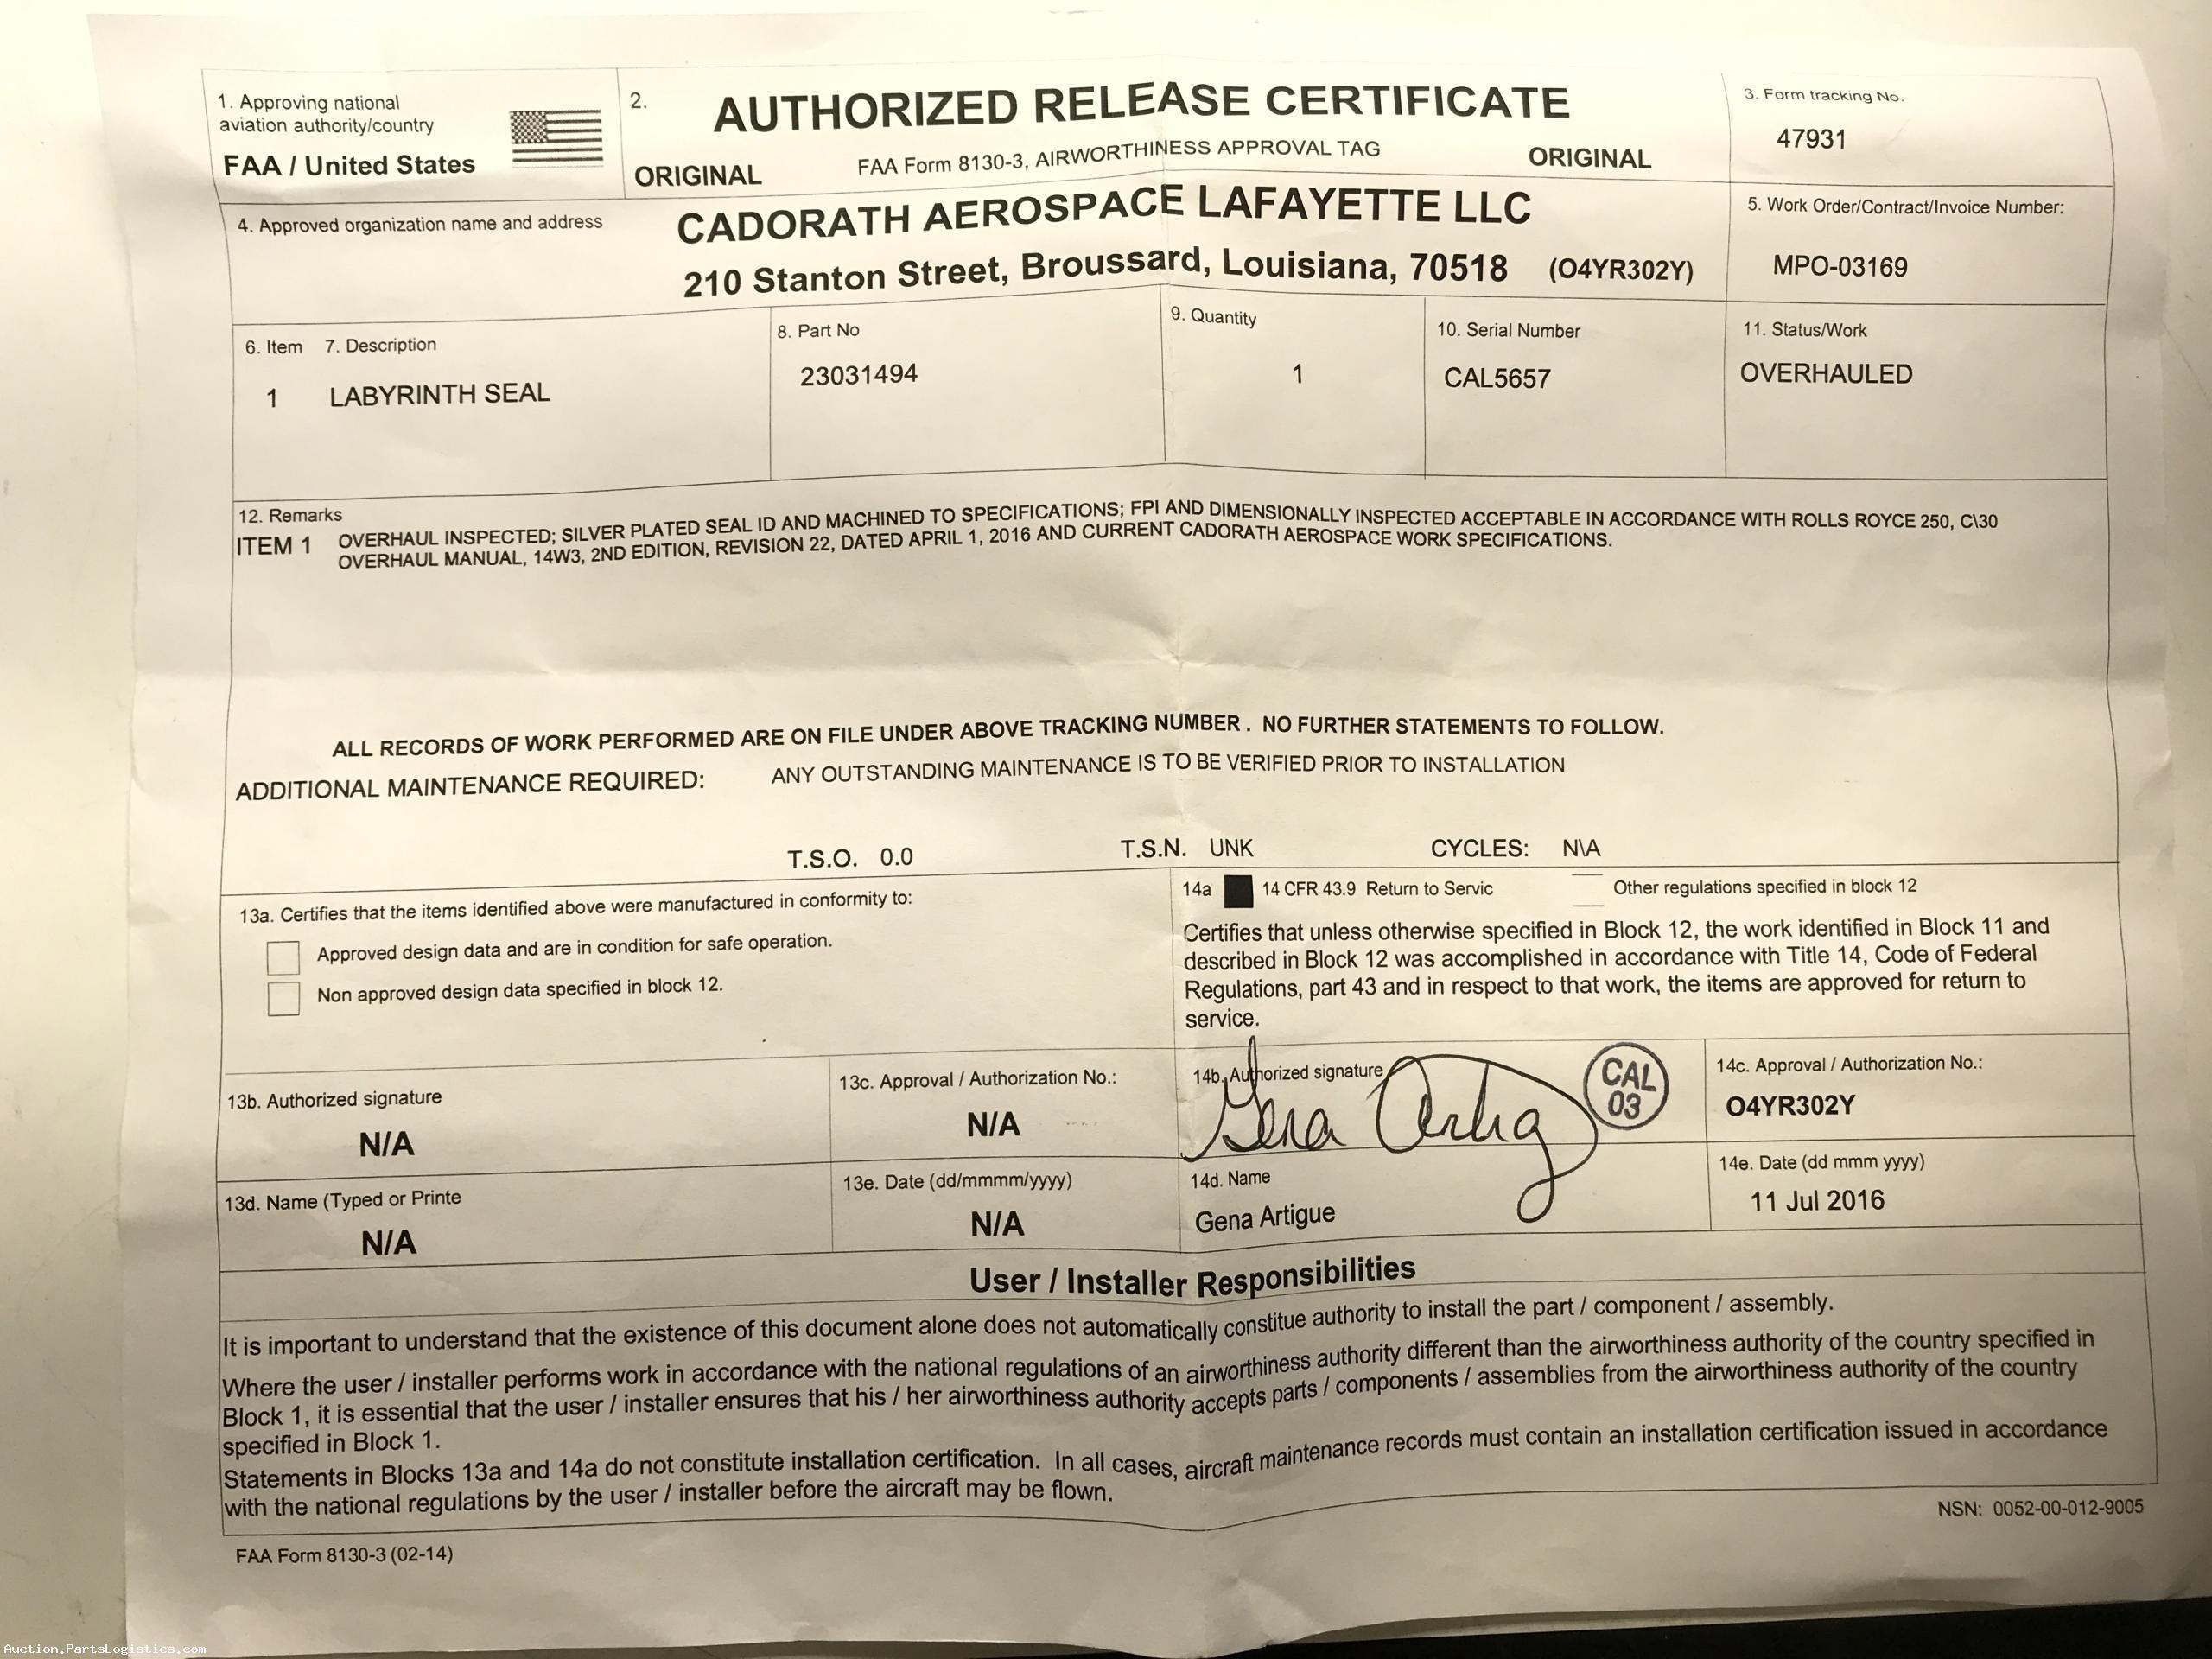 1. Approving national
aviation authority/country
FAA / United States
2.
AUTHORIZED RELEASE CERTIFICATE
ORIGINAL
FAA Form 8130-3, AIRWORTHINESS APPROVAL TAG
ORIGINAL
3. Form tracking No.
47931
4. Approved organization name and address
CADORATH AEROSPACE LAFAYETTE LLC
210 Stanton Street, Broussard, Louisiana, 70518 (O4YR302Y)
5. Work Order/Contract/Invoice Number:
MPO-03169
6. Item 7. Description
1 LABYRINTH SEAL
8. Part No
23031494
9. Quantity
1
10. Serial Number
CAL5657
11. Status/Work
OVERHAULED
12. Remarks
ITEM 1 OVERHAUL INSPECTED; SILVER PLATED SEAL ID AND MACHINED TO SPECIFICATIONS; FPI AND DIMENSIONALLY INSPECTED ACCEPTABLE IN ACCORDANCE WITH ROLLS ROYCE 250, C\30
OVERHAUL MANUAL, 14W3, 2ND EDITION, REVISION 22, DATED APRIL 1, 2016 AND CURRENT CADORATH AEROSPACE WORK SPECIFICATIONS.
ALL RECORDS OF WORK PERFORMED ARE ON FILE UNDER ABOVE TRACKING NUMBER . NO FURTHER STATEMENTS TO FOLLOW.
ADDITIONAL MAINTENANCE REQUIRED: ANY OUTSTANDING MAINTENANCE IS TO BE VERIFIED PRIOR TO INSTALLATION
T.S.O. 0.0 T.S.N. UNK CYCLES: N\A
13a. Certifies that the items identified above were manufactured in conformity to:
Approved design data and are in condition for safe operation.
Non approved design data specified in block 12.
14a 14 CFR 43.9 Return to Servic Other regulations specified in block 12
Certifies that unless otherwise specified in Block 12, the work identified in Block 11 and
described in Block 12 was accomplished in accordance with Title 14, Code of Federal
Regulations, part 43 and in respect to that work, the items are approved for return to
service.
13b. Authorized signature
N/A
13c. Approval / Authorization No.:
N/A
14b. Authorized signature
Gena Artig
CAL
03
14c. Approval / Authorization No.:
O4YR302Y
13d. Name (Typed or Printe
N/A
13e. Date (dd/mmmm/yyyy)
N/A
14d. Name
Gena Artigue
14e. Date (dd mmm yyyy)
11 Jul 2016
User / Installer Responsibilities
It is important to understand that the existence of this document alone does not automatically constitue authority to install the part / component / assembly.
Where the user / installer performs work in accordance with the national regulations of an airworthiness authority different than the airworthiness authority of the country specified in
Block 1, it is essential that the user / installer ensures that his / her airworthiness authority accepts parts / components / assemblies from the airworthiness authority of the country
specified in Block 1.
Statements in Blocks 13a and 14a do not constitute installation certification. In all cases, aircraft maintenance records must contain an installation certification issued in accordance
with the national regulations by the user / installer before the aircraft may be flown.
NSN: 0052-00-012-9005
FAA Form 8130-3 (02-14)
Auction.PartsLogistics.com